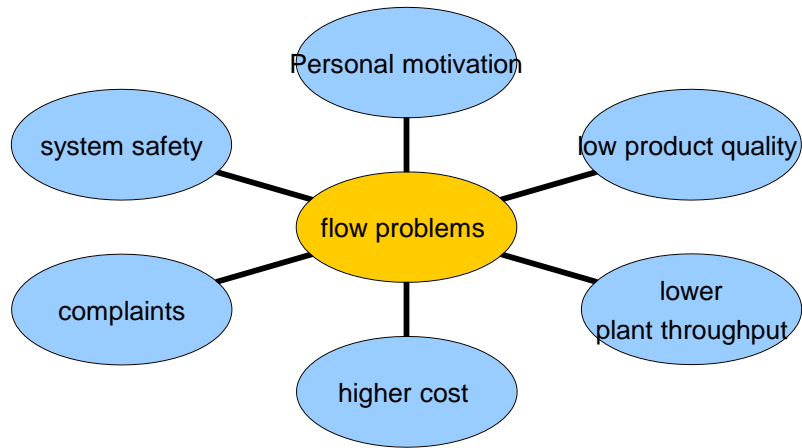 Personal motivation
system safety
low product quality
flow problems
complaints
lower
plant throughput
higher cost